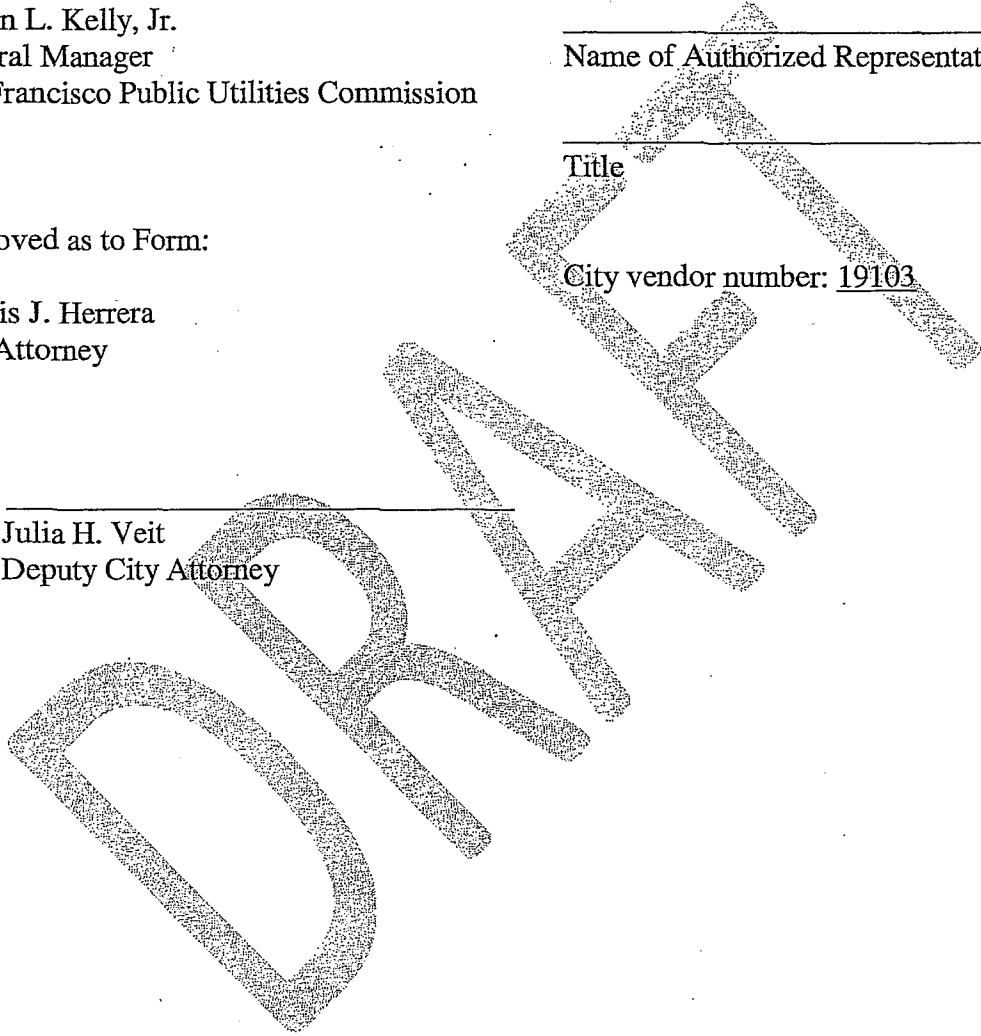 n L. Kelly, Jr.
ral Manager
Francisco Public Utilities Commission
oved as to Form:
is J. Herrera
Attorney
Julia H. Veit
Deputy City Attorney
Name of Authorized Representat
Title
City vendor number: 19103
DRAFT